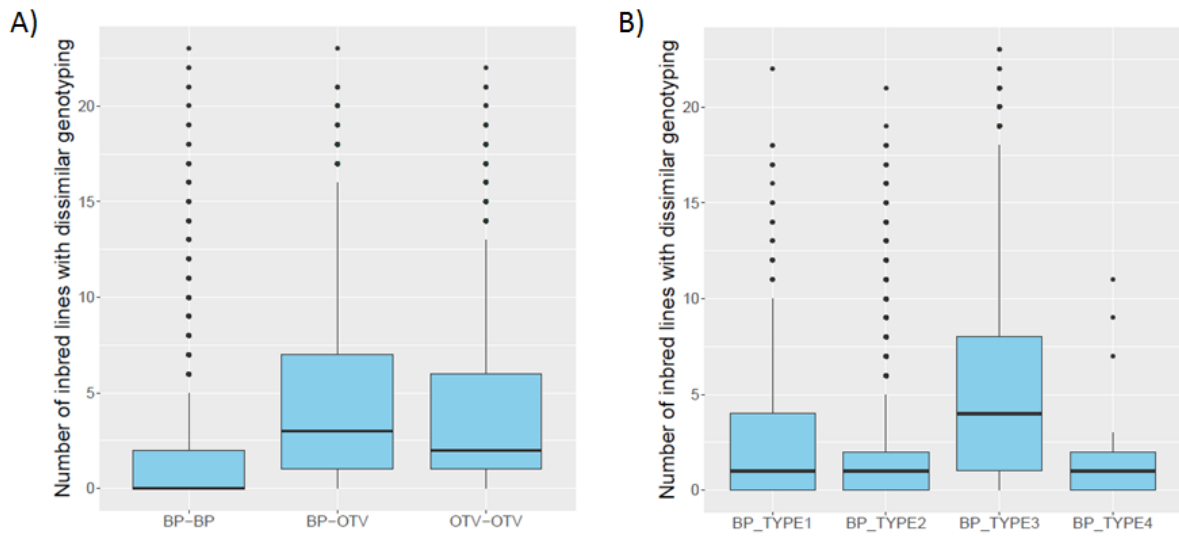 A)
Number of inbred lines with dissimilar genotyping
20
15
10
5
0
BP-BP BP-OTV OTV-OTV
B)
Number of inbred lines with dissimilar genotyping
20
15
10
5
0
BP_TYPE1 BP_TYPE2 BP_TYPE3 BP_TYPE4